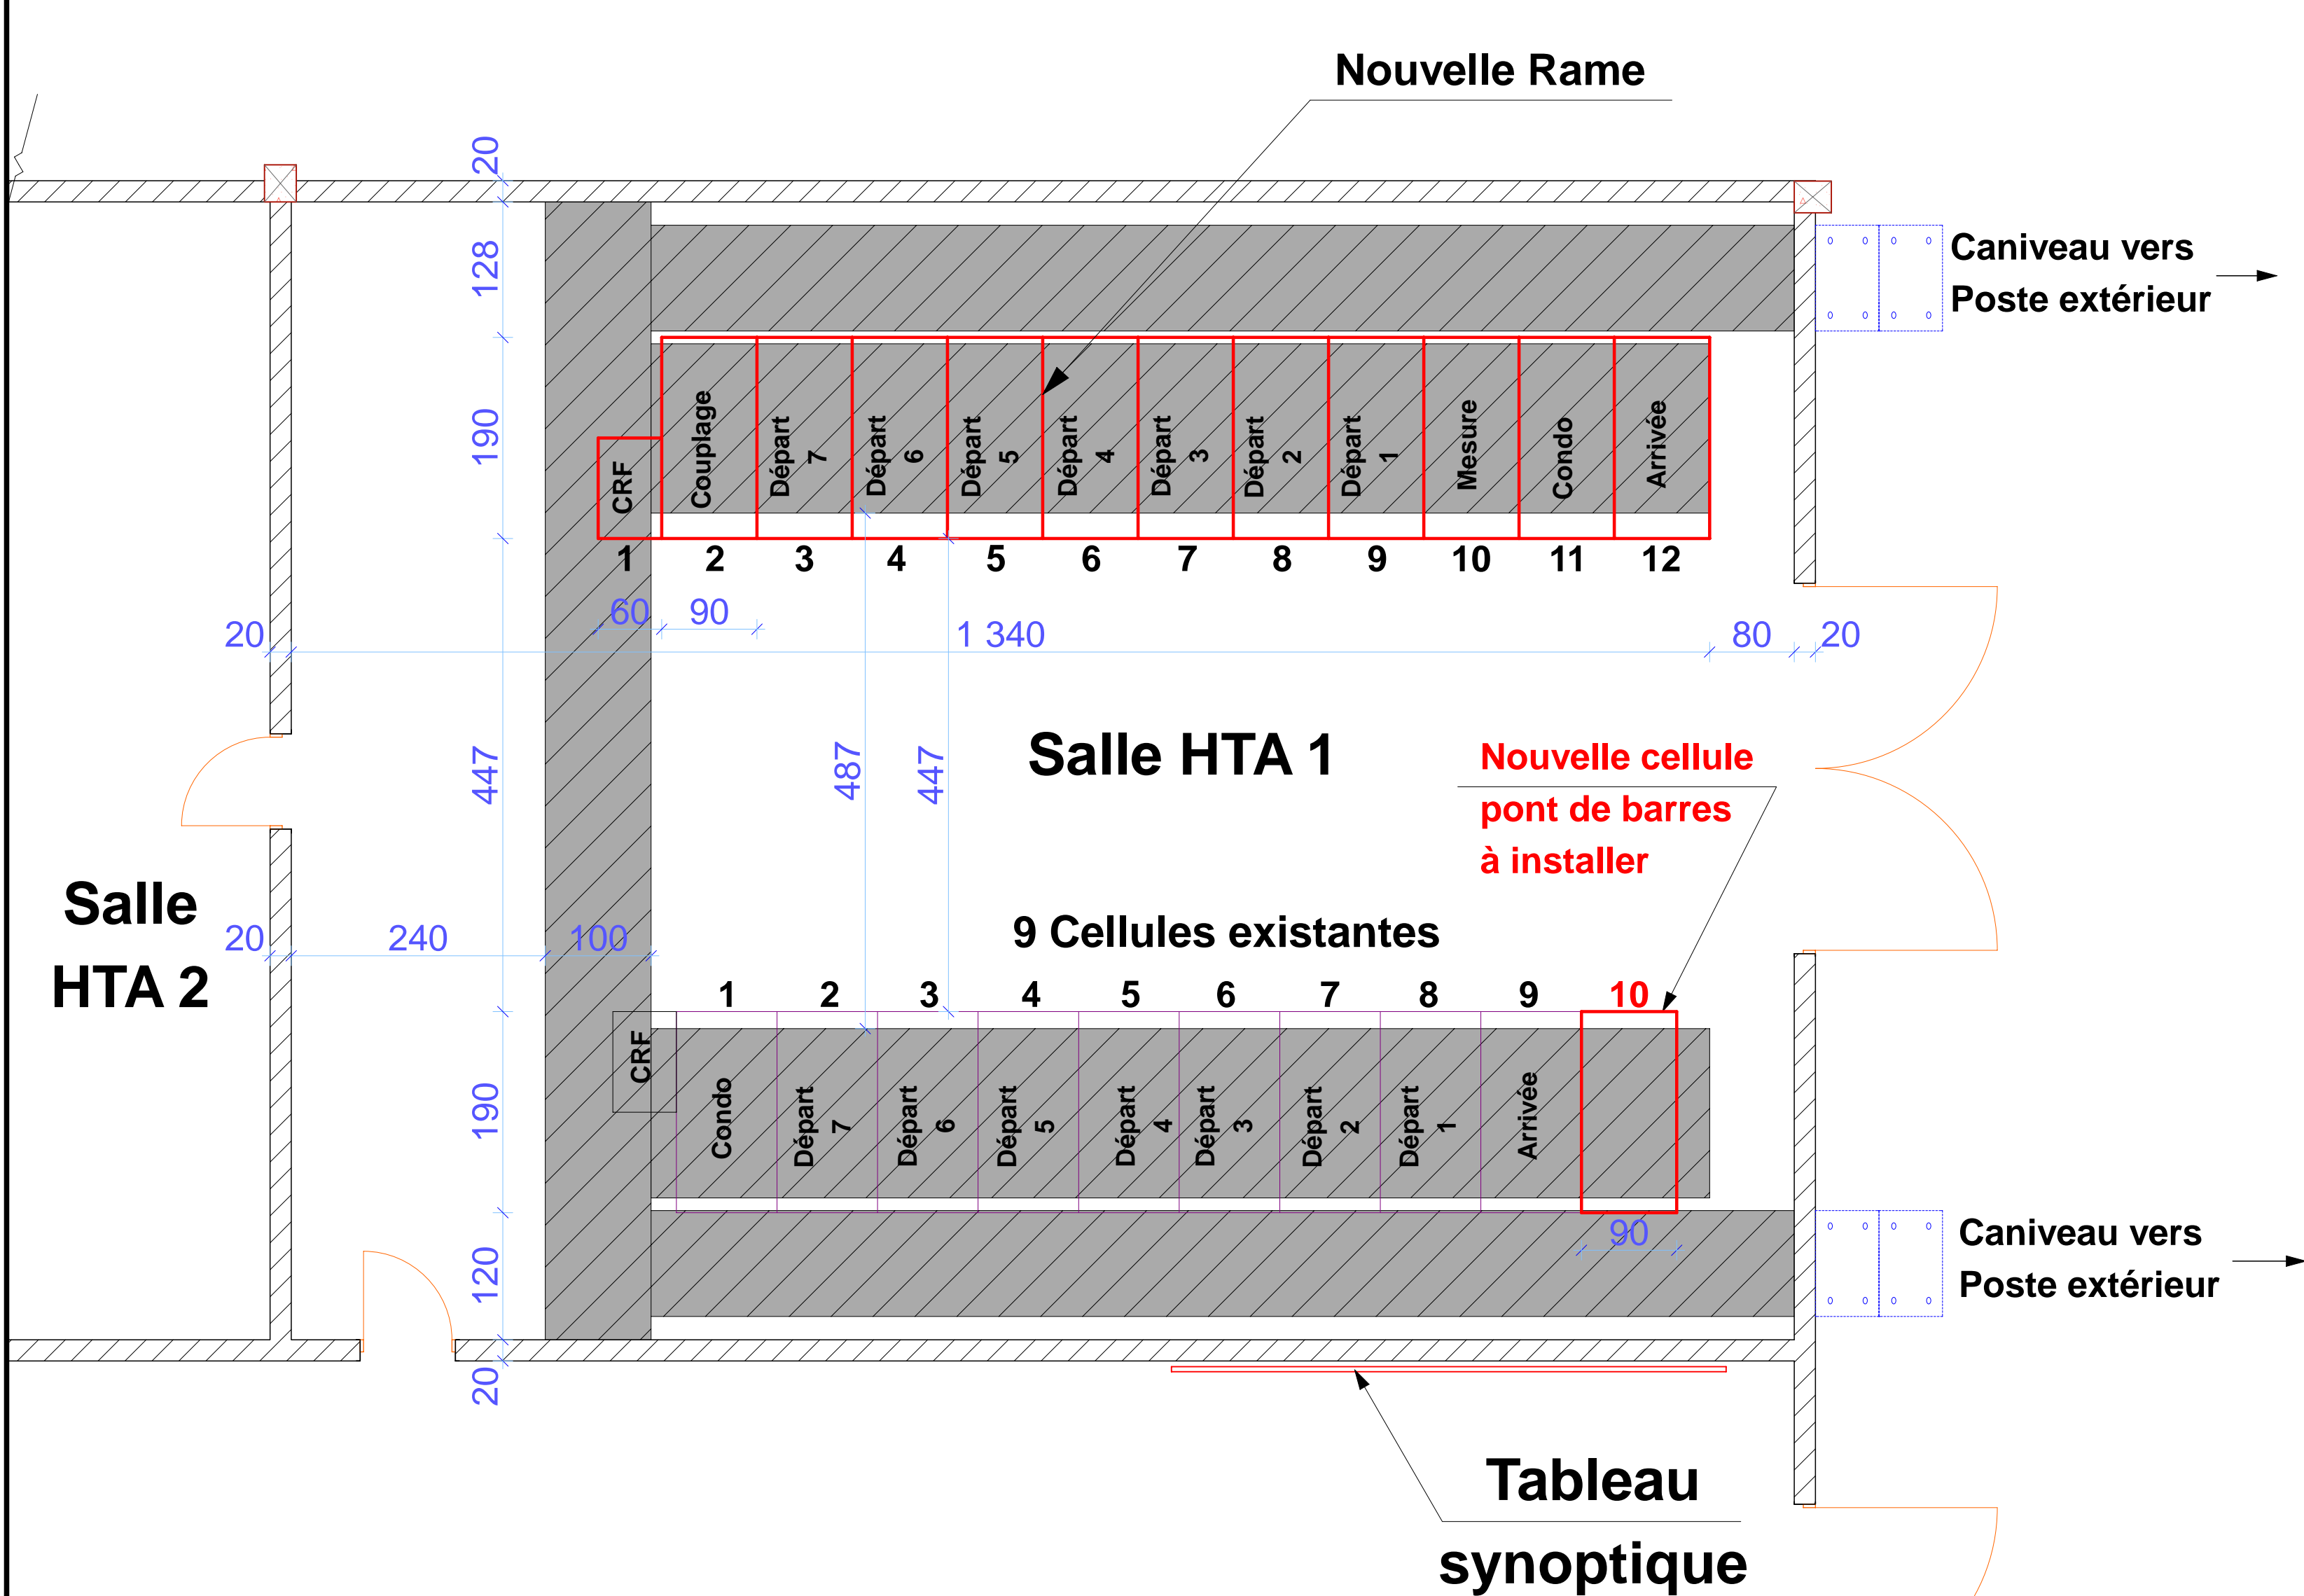 Nouvelle Rame
20
128
190
447
190
120
20
Caniveau vers
Poste extérieur
CRF
Couplage
Départ
7
Départ
6
Départ
5
Départ
4
Départ
3
Départ
2
Départ
1
Mesure
Condo
Arrivée
1
2
3
4
5
6
7
8
9
10
11
12
60
90
20
1 340
80
20
487
447
Salle HTA 1
Nouvelle cellule
pont de barres
à installer
Salle
HTA 2
20
240
100
9 Cellules existantes
1
2
3
4
5
6
7
8
9
10
CRF
Condo
Départ
7
Départ
6
Départ
5
Départ
4
Départ
3
Départ
2
Départ
1
Arrivée
90
Caniveau vers
Poste extérieur
Tableau
synoptique